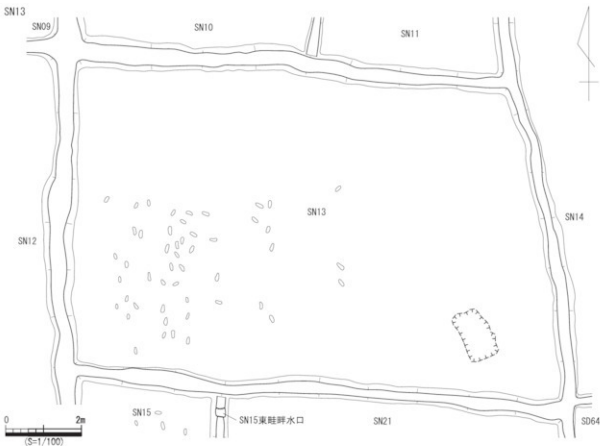 SN13
SN09
SN10
SN11
SN13
SN12
SN14
SN15
SN15東畦畔水口
SN21
SD64
0 2m
(S=1/100)